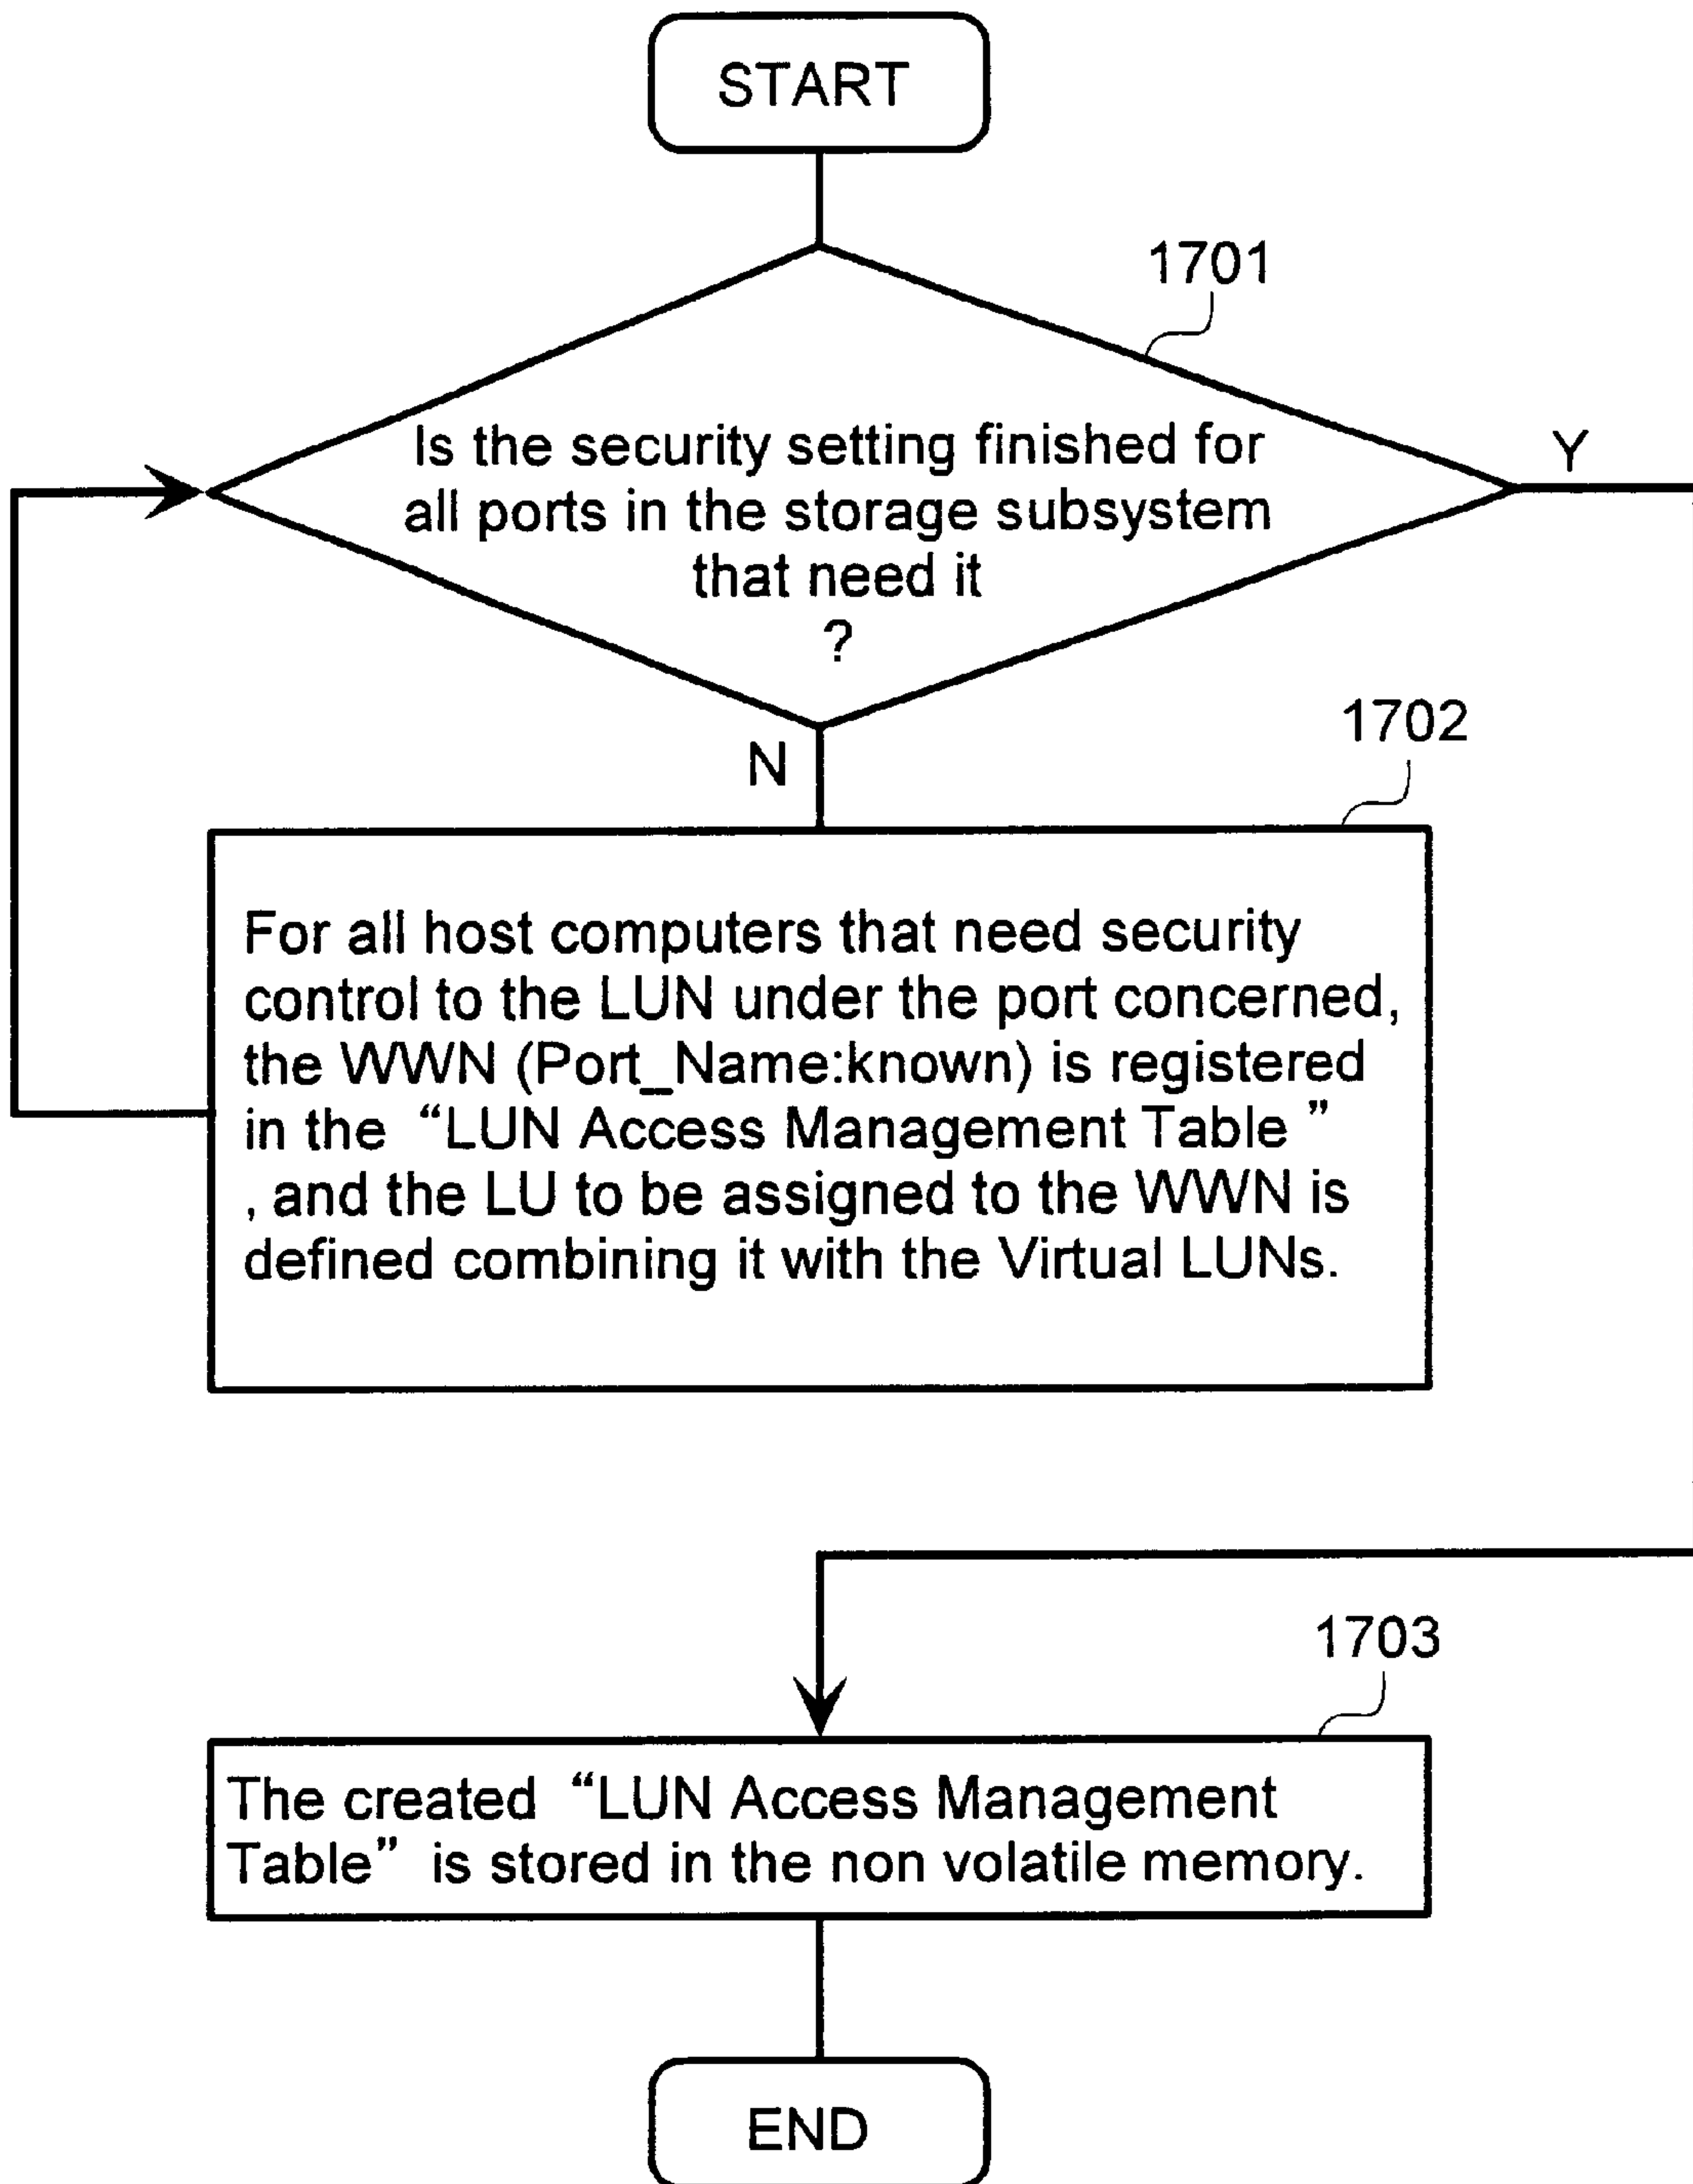 START
1701
Is the security setting finished for
all ports in the storage subsystem
that need it
?
Y
N
1702
For all host computers that need security
control to the LUN under the port concerned,
the WWN (Port_Name:known) is registered
in the “LUN Access Management Table ”
, and the LU to be assigned to the WWN is
defined combining it with the Virtual LUNs.
1703
The created “LUN Access Management
Table” is stored in the non volatile memory.
END